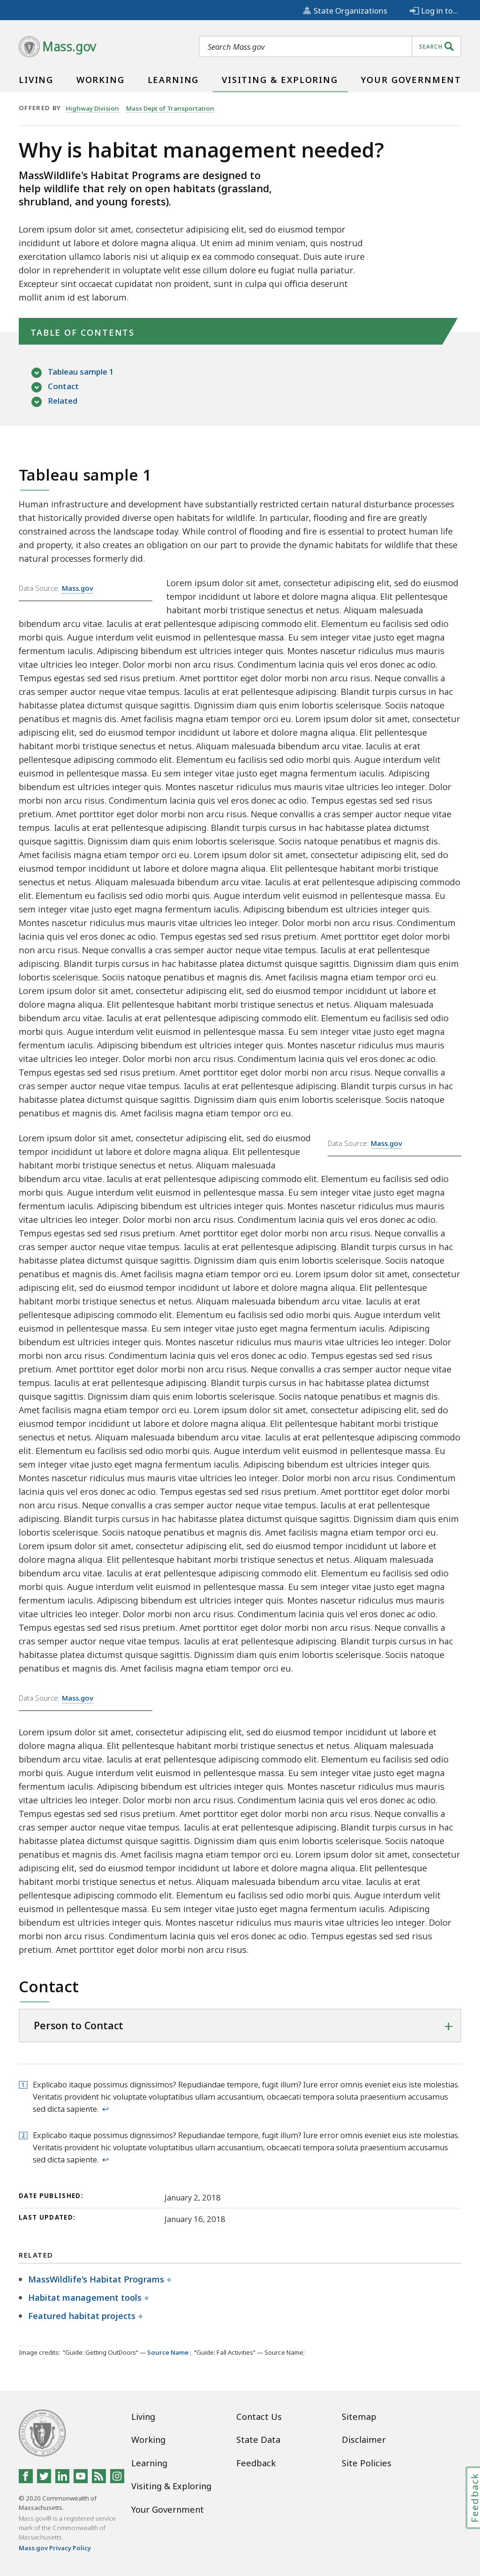 State Organizations
Log in to...
Mass.gov
Search Mass.gov
SEARCH
LIVING
WORKING
LEARNING
VISITING & EXPLORING
YOUR GOVERNMENT
OFFERED BY Highway Division Mass Dept of Transportation
Why is habitat management needed?
MassWildlife's Habitat Programs are designed to
help wildlife that rely on open habitats (grassland,
shrubland, and young forests).
Lorem ipsum dolor sit amet, consectetur adipisicing elit, sed do eiusmod tempor
incididunt ut labore et dolore magna aliqua. Ut enim ad minim veniam, quis nostrud
exercitation ullamco laboris nisi ut aliquip ex ea commodo consequat. Duis aute irure
dolor in reprehenderit in voluptate velit esse cillum dolore eu fugiat nulla pariatur.
Excepteur sint occaecat cupidatat non proident, sunt in culpa qui officia deserunt
mollit anim id est laborum.
TABLE OF CONTENTS
Tableau sample 1
Contact
Related
Tableau sample 1
Human infrastructure and development have substantially restricted certain natural disturbance processes
that historically provided diverse open habitats for wildlife. In particular, flooding and fire are greatly
constrained across the landscape today. While control of flooding and fire is essential to protect human life
and property, it also creates an obligation on our part to provide the dynamic habitats for wildlife that these
natural processes formerly did.
Data Source: Mass.gov
Lorem ipsum dolor sit amet, consectetur adipiscing elit, sed do eiusmod
tempor incididunt ut labore et dolore magna aliqua. Elit pellentesque
habitant morbi tristique senectus et netus. Aliquam malesuada
bibendum arcu vitae. Iaculis at erat pellentesque adipiscing commodo elit. Elementum eu facilisis sed odio
morbi quis. Augue interdum velit euismod in pellentesque massa. Eu sem integer vitae justo eget magna
fermentum iaculis. Adipiscing bibendum est ultricies integer quis. Montes nascetur ridiculus mus mauris
vitae ultricies leo integer. Dolor morbi non arcu risus. Condimentum lacinia quis vel eros donec ac odio.
Tempus egestas sed sed risus pretium. Amet porttitor eget dolor morbi non arcu risus. Neque convallis a
cras semper auctor neque vitae tempus. Iaculis at erat pellentesque adipiscing. Blandit turpis cursus in hac
habitasse platea dictumst quisque sagittis. Dignissim diam quis enim lobortis scelerisque. Sociis natoque
penatibus et magnis dis. Amet facilisis magna etiam tempor orci eu. Lorem ipsum dolor sit amet, consectetur
adipiscing elit, sed do eiusmod tempor incididunt ut labore et dolore magna aliqua. Elit pellentesque
habitant morbi tristique senectus et netus. Aliquam malesuada bibendum arcu vitae. Iaculis at erat
pellentesque adipiscing commodo elit. Elementum eu facilisis sed odio morbi quis. Augue interdum velit
euismod in pellentesque massa. Eu sem integer vitae justo eget magna fermentum iaculis. Adipiscing
bibendum est ultricies integer quis. Montes nascetur ridiculus mus mauris vitae ultricies leo integer. Dolor
morbi non arcu risus. Condimentum lacinia quis vel eros donec ac odio. Tempus egestas sed sed risus
pretium. Amet porttitor eget dolor morbi non arcu risus. Neque convallis a cras semper auctor neque vitae
tempus. Iaculis at erat pellentesque adipiscing. Blandit turpis cursus in hac habitasse platea dictumst
quisque sagittis. Dignissim diam quis enim lobortis scelerisque. Sociis natoque penatibus et magnis dis.
Amet facilisis magna etiam tempor orci eu. Lorem ipsum dolor sit amet, consectetur adipiscing elit, sed do
eiusmod tempor incididunt ut labore et dolore magna aliqua. Elit pellentesque habitant morbi tristique
senectus et netus. Aliquam malesuada bibendum arcu vitae. Iaculis at erat pellentesque adipiscing commodo
elit. Elementum eu facilisis sed odio morbi quis. Augue interdum velit euismod in pellentesque massa. Eu
sem integer vitae justo eget magna fermentum iaculis. Adipiscing bibendum est ultricies integer quis.
Montes nascetur ridiculus mus mauris vitae ultricies leo integer. Dolor morbi non arcu risus. Condimentum
lacinia quis vel eros donec ac odio. Tempus egestas sed sed risus pretium. Amet porttitor eget dolor morbi
non arcu risus. Neque convallis a cras semper auctor neque vitae tempus. Iaculis at erat pellentesque
adipiscing. Blandit turpis cursus in hac habitasse platea dictumst quisque sagittis. Dignissim diam quis enim
lobortis scelerisque. Sociis natoque penatibus et magnis dis. Amet facilisis magna etiam tempor orci eu.
Lorem ipsum dolor sit amet, consectetur adipiscing elit, sed do eiusmod tempor incididunt ut labore et
dolore magna aliqua. Elit pellentesque habitant morbi tristique senectus et netus. Aliquam malesuada
bibendum arcu vitae. Iaculis at erat pellentesque adipiscing commodo elit. Elementum eu facilisis sed odio
morbi quis. Augue interdum velit euismod in pellentesque massa. Eu sem integer vitae justo eget magna
fermentum iaculis. Adipiscing bibendum est ultricies integer quis. Montes nascetur ridiculus mus mauris
vitae ultricies leo integer. Dolor morbi non arcu risus. Condimentum lacinia quis vel eros donec ac odio.
Tempus egestas sed sed risus pretium. Amet porttitor eget dolor morbi non arcu risus. Neque convallis a
cras semper auctor neque vitae tempus. Iaculis at erat pellentesque adipiscing. Blandit turpis cursus in hac
habitasse platea dictumst quisque sagittis. Dignissim diam quis enim lobortis scelerisque. Sociis natoque
penatibus et magnis dis. Amet facilisis magna etiam tempor orci eu.
Lorem ipsum dolor sit amet, consectetur adipiscing elit, sed do eiusmod
tempor incididunt ut labore et dolore magna aliqua. Elit pellentesque
habitant morbi tristique senectus et netus. Aliquam malesuada
Data Source: Mass.gov
bibendum arcu vitae. Iaculis at erat pellentesque adipiscing commodo elit. Elementum eu facilisis sed odio
morbi quis. Augue interdum velit euismod in pellentesque massa. Eu sem integer vitae justo eget magna
fermentum iaculis. Adipiscing bibendum est ultricies integer quis. Montes nascetur ridiculus mus mauris
vitae ultricies leo integer. Dolor morbi non arcu risus. Condimentum lacinia quis vel eros donec ac odio.
Tempus egestas sed sed risus pretium. Amet porttitor eget dolor morbi non arcu risus. Neque convallis a
cras semper auctor neque vitae tempus. Iaculis at erat pellentesque adipiscing. Blandit turpis cursus in hac
habitasse platea dictumst quisque sagittis. Dignissim diam quis enim lobortis scelerisque. Sociis natoque
penatibus et magnis dis. Amet facilisis magna etiam tempor orci eu. Lorem ipsum dolor sit amet, consectetur
adipiscing elit, sed do eiusmod tempor incididunt ut labore et dolore magna aliqua. Elit pellentesque
habitant morbi tristique senectus et netus. Aliquam malesuada bibendum arcu vitae. Iaculis at erat
pellentesque adipiscing commodo elit. Elementum eu facilisis sed odio morbi quis. Augue interdum velit
euismod in pellentesque massa. Eu sem integer vitae justo eget magna fermentum iaculis. Adipiscing
bibendum est ultricies integer quis. Montes nascetur ridiculus mus mauris vitae ultricies leo integer. Dolor
morbi non arcu risus. Condimentum lacinia quis vel eros donec ac odio. Tempus egestas sed sed risus
pretium. Amet porttitor eget dolor morbi non arcu risus. Neque convallis a cras semper auctor neque vitae
tempus. Iaculis at erat pellentesque adipiscing. Blandit turpis cursus in hac habitasse platea dictumst
quisque sagittis. Dignissim diam quis enim lobortis scelerisque. Sociis natoque penatibus et magnis dis.
Amet facilisis magna etiam tempor orci eu. Lorem ipsum dolor sit amet, consectetur adipiscing elit, sed do
eiusmod tempor incididunt ut labore et dolore magna aliqua. Elit pellentesque habitant morbi tristique
senectus et netus. Aliquam malesuada bibendum arcu vitae. Iaculis at erat pellentesque adipiscing commodo
elit. Elementum eu facilisis sed odio morbi quis. Augue interdum velit euismod in pellentesque massa. Eu
sem integer vitae justo eget magna fermentum iaculis. Adipiscing bibendum est ultricies integer quis.
Montes nascetur ridiculus mus mauris vitae ultricies leo integer. Dolor morbi non arcu risus. Condimentum
lacinia quis vel eros donec ac odio. Tempus egestas sed sed risus pretium. Amet porttitor eget dolor morbi
non arcu risus. Neque convallis a cras semper auctor neque vitae tempus. Iaculis at erat pellentesque
adipiscing. Blandit turpis cursus in hac habitasse platea dictumst quisque sagittis. Dignissim diam quis enim
lobortis scelerisque. Sociis natoque penatibus et magnis dis. Amet facilisis magna etiam tempor orci eu.
Lorem ipsum dolor sit amet, consectetur adipiscing elit, sed do eiusmod tempor incididunt ut labore et
dolore magna aliqua. Elit pellentesque habitant morbi tristique senectus et netus. Aliquam malesuada
bibendum arcu vitae. Iaculis at erat pellentesque adipiscing commodo elit. Elementum eu facilisis sed odio
morbi quis. Augue interdum velit euismod in pellentesque massa. Eu sem integer vitae justo eget magna
fermentum iaculis. Adipiscing bibendum est ultricies integer quis. Montes nascetur ridiculus mus mauris
vitae ultricies leo integer. Dolor morbi non arcu risus. Condimentum lacinia quis vel eros donec ac odio.
Tempus egestas sed sed risus pretium. Amet porttitor eget dolor morbi non arcu risus. Neque convallis a
cras semper auctor neque vitae tempus. Iaculis at erat pellentesque adipiscing. Blandit turpis cursus in hac
habitasse platea dictumst quisque sagittis. Dignissim diam quis enim lobortis scelerisque. Sociis natoque
penatibus et magnis dis. Amet facilisis magna etiam tempor orci eu.
Data Source: Mass.gov
Lorem ipsum dolor sit amet, consectetur adipiscing elit, sed do eiusmod tempor incididunt ut labore et
dolore magna aliqua. Elit pellentesque habitant morbi tristique senectus et netus. Aliquam malesuada
bibendum arcu vitae. Iaculis at erat pellentesque adipiscing commodo elit. Elementum eu facilisis sed odio
morbi quis. Augue interdum velit euismod in pellentesque massa. Eu sem integer vitae justo eget magna
fermentum iaculis. Adipiscing bibendum est ultricies integer quis. Montes nascetur ridiculus mus mauris
vitae ultricies leo integer. Dolor morbi non arcu risus. Condimentum lacinia quis vel eros donec ac odio.
Tempus egestas sed sed risus pretium. Amet porttitor eget dolor morbi non arcu risus. Neque convallis a
cras semper auctor neque vitae tempus. Iaculis at erat pellentesque adipiscing. Blandit turpis cursus in hac
habitasse platea dictumst quisque sagittis. Dignissim diam quis enim lobortis scelerisque. Sociis natoque
penatibus et magnis dis. Amet facilisis magna etiam tempor orci eu. Lorem ipsum dolor sit amet, consectetur
adipiscing elit, sed do eiusmod tempor incididunt ut labore et dolore magna aliqua. Elit pellentesque
habitant morbi tristique senectus et netus. Aliquam malesuada bibendum arcu vitae. Iaculis at erat
pellentesque adipiscing commodo elit. Elementum eu facilisis sed odio morbi quis. Augue interdum velit
euismod in pellentesque massa. Eu sem integer vitae justo eget magna fermentum iaculis. Adipiscing
bibendum est ultricies integer quis. Montes nascetur ridiculus mus mauris vitae ultricies leo integer. Dolor
morbi non arcu risus. Condimentum lacinia quis vel eros donec ac odio. Tempus egestas sed sed risus
pretium. Amet porttitor eget dolor morbi non arcu risus.
Contact
Person to Contact
1 Explicabo itaque possimus dignissimos? Repudiandae tempore, fugit illum? Iure error omnis eveniet eius iste molestias.
Veritatis provident hic voluptate voluptatibus ullam accusantium, obcaecati tempora soluta praesentium accusamus
sed dicta sapiente. ↩
2 Explicabo itaque possimus dignissimos? Repudiandae tempore, fugit illum? Iure error omnis eveniet eius iste molestias.
Veritatis provident hic voluptate voluptatibus ullam accusantium, obcaecati tempora soluta praesentium accusamus
sed dicta sapiente. ↩
DATE PUBLISHED: January 2, 2018
LAST UPDATED: January 16, 2018
RELATED
MassWildlife's Habitat Programs
Habitat management tools
Featured habitat projects
Image credits: "Guide: Getting OutDoors" — Source Name ; "Guide: Fall Activities" — Source Name;
Living
Working
Learning
Visiting & Exploring
Your Government
Contact Us
State Data
Feedback
Sitemap
Disclaimer
Site Policies
© 2020 Commonwealth of
Massachusetts.
Mass.gov® is a registered service
mark of the Commonwealth of
Massachusetts.
Mass.gov Privacy Policy
Feedback